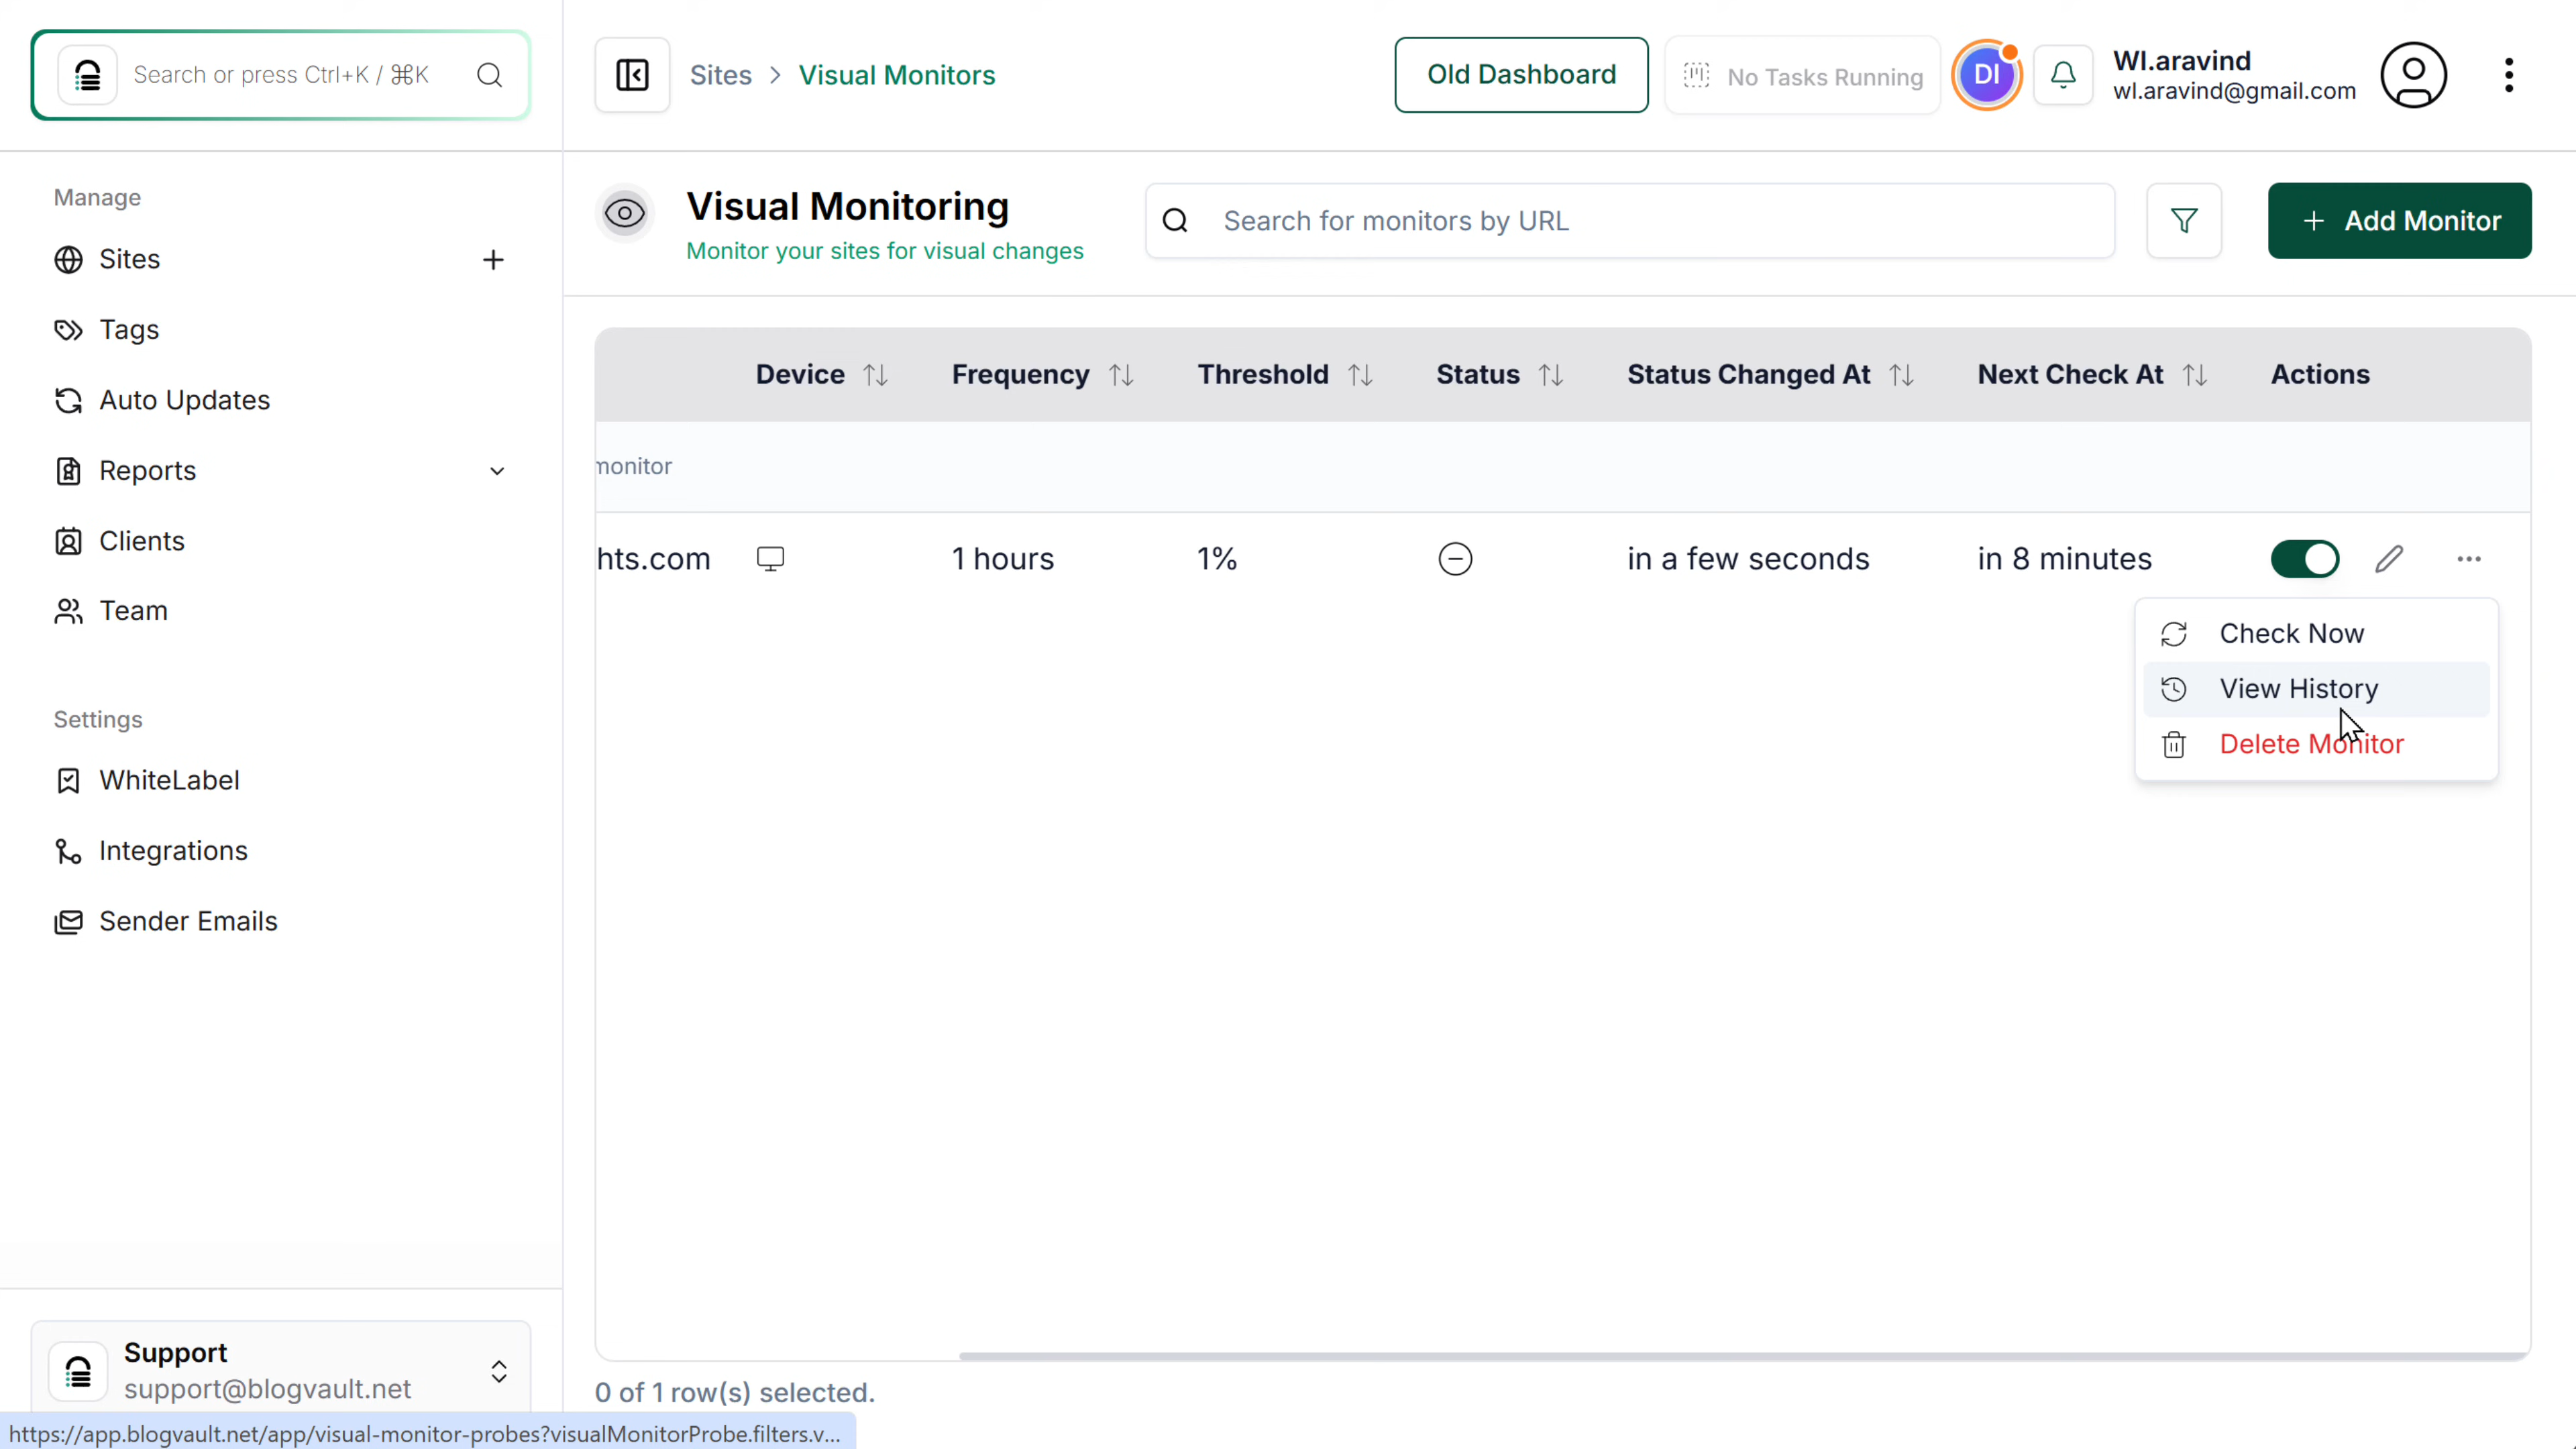 Search or press Ctrl+K / ⌘K
Sites > Visual Monitors
Old Dashboard
No Tasks Running
DI
WI.aravind
wl.aravind@gmail.com
Manage
Sites
Tags
Auto Updates
Reports
Clients
Team
Settings
WhiteLabel
Integrations
Sender Emails
Support
support@blogvault.net
Visual Monitoring
Monitor your sites for visual changes
Search for monitors by URL
+ Add Monitor
Device Frequency Threshold Status Status Changed At Next Check At Actions
monitor
hts.com 1 hours 1% in a few seconds in 8 minutes
Check Now
View History
Delete Monitor
0 of 1 row(s) selected.
https://app.blogvault.net/app/visual-monitor-probes?visualMonitorProbe.filters.v...